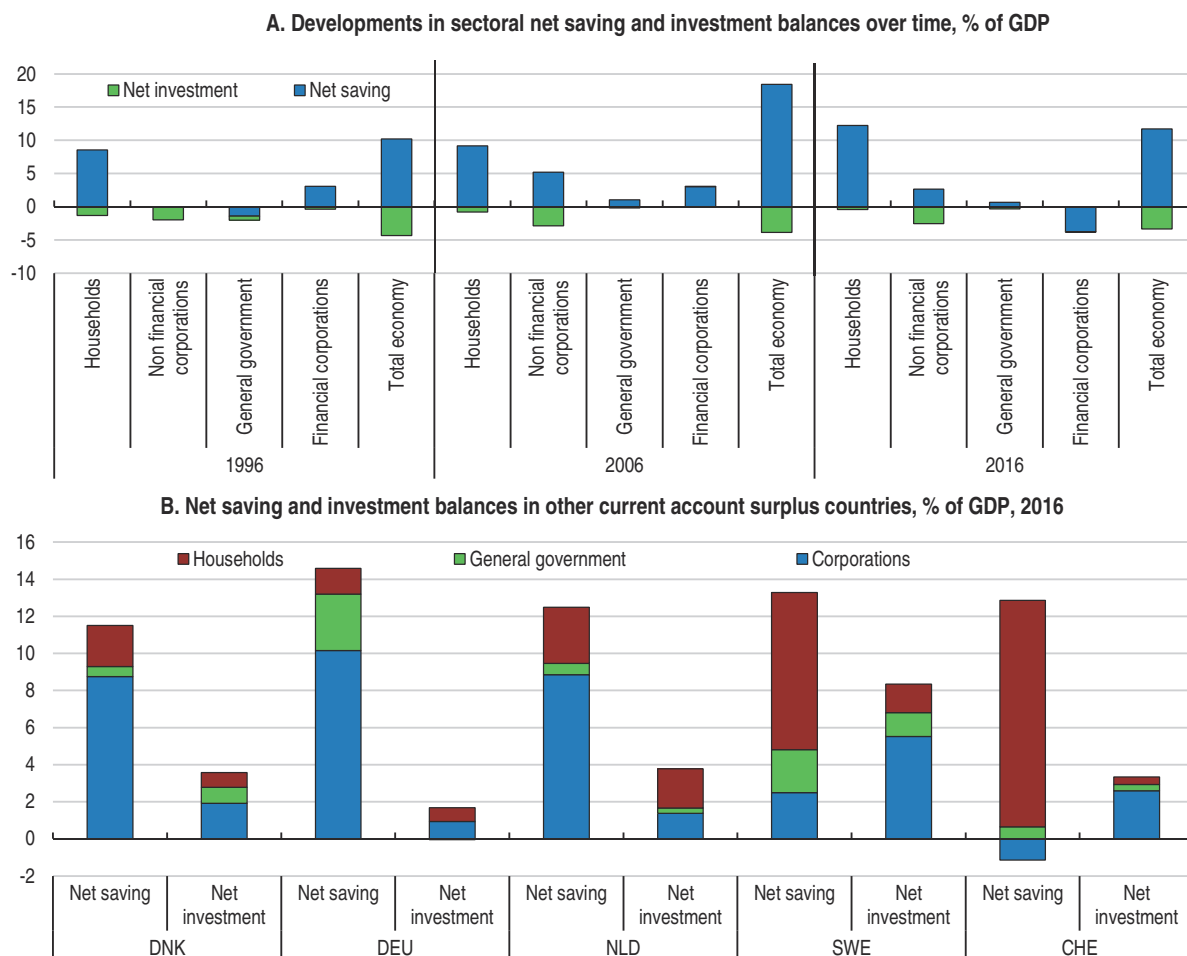 A. Developments in sectoral net saving and investment balances over time, % of GDP
20
15
10
5
0
-5
-10
Net investment
Net saving
Households
Non financial
corporations
General government
Financial corporations
Total economy
Households
Non financial
corporations
General government
Financial corporations
Total economy
Households
Non financial
corporations
General government
Financial corporations
Total economy
1996
2006
2016
B. Net saving and investment balances in other current account surplus countries, % of GDP, 2016
16
14
12
10
8
6
4
2
0
-2
Households
General government
Corporations
Net saving
Net
investment
Net saving
Net
investment
Net saving
Net
investment
Net saving
Net
investment
Net saving
Net
investment
DNK
DEU
NLD
SWE
CHE